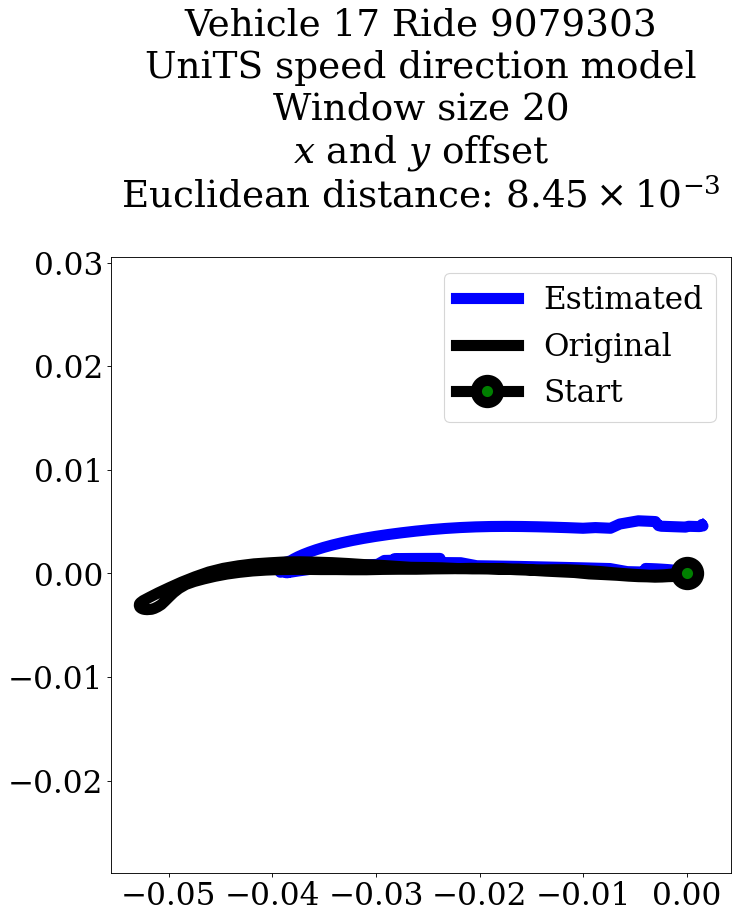 Vehicle 17 Ride 9079303
UniTS speed direction model
Window size 20
x and y offset
Euclidean distance: 8.45 × 10⁻³
0.03
0.02
0.01
0.00
−0.01
−0.02
Estimated
Original
Start
−0.05 −0.04 −0.03 −0.02 −0.01 0.00